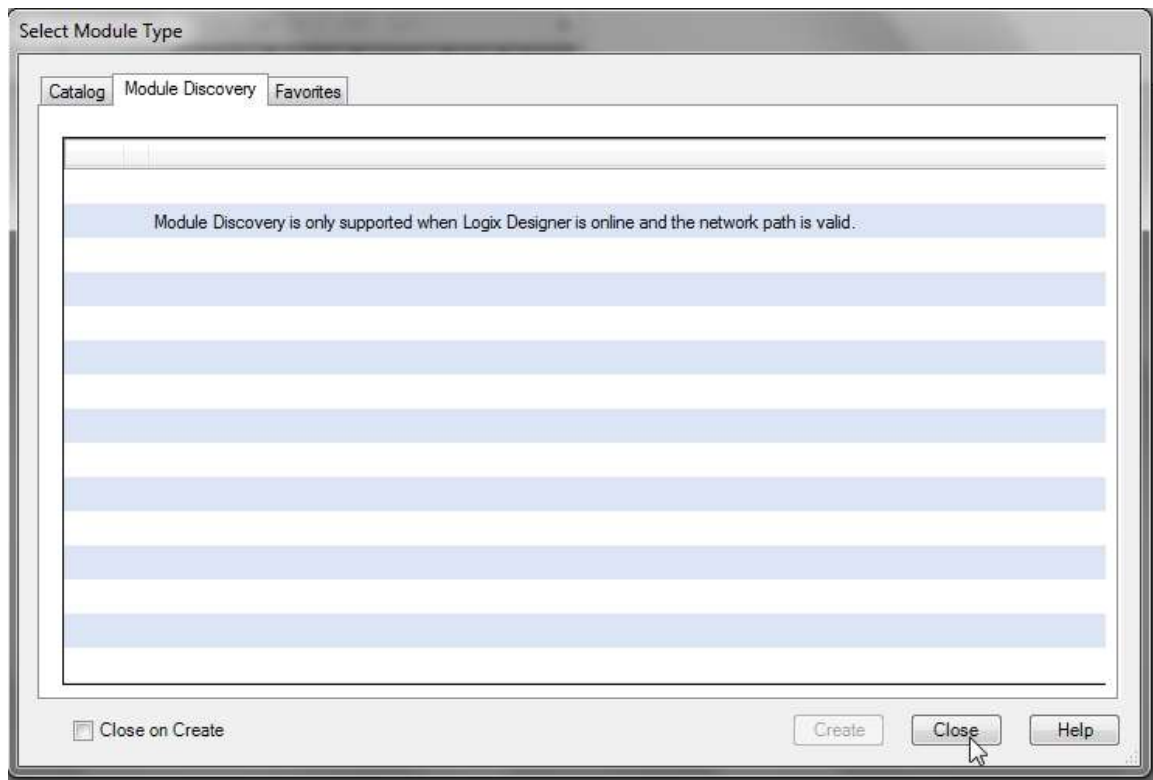 Select Module Type
Catalog Module Discovery Favorites
Module Discovery is only supported when Logix Designer is online and the network path is valid.
Close on Create Create Close Help